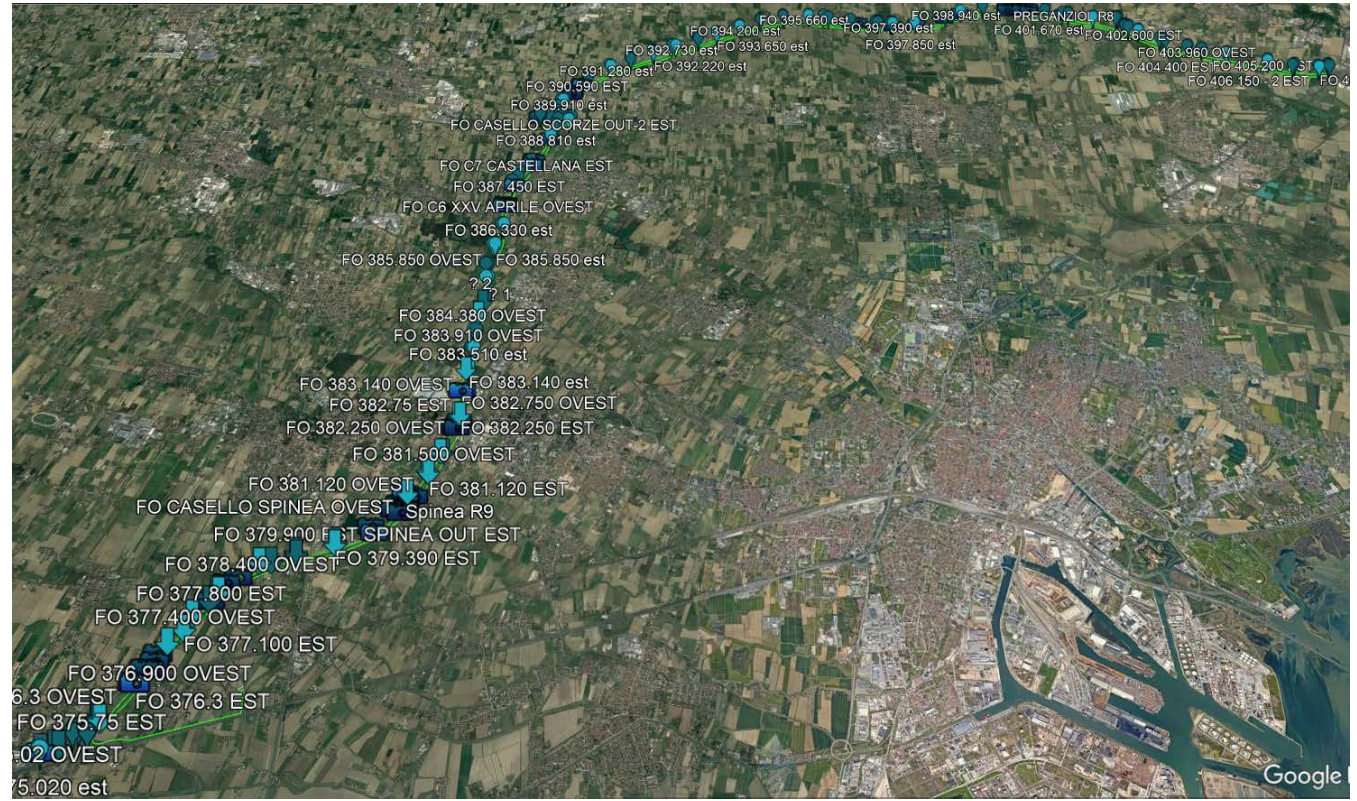 FO 395.660 est
FO 398.940 est
PREGANZIOL R8
FO 394.200 est
FO 397.390 est
FO 401.670 est
FO 402.600 EST
FO 393.650 est
FO 397.850 est
FO 392.730 est
FO 403.960 OVEST
FO 392.220 est
FO 404.400 EST
FO 405.200 EST
FO 391.280 est
FO 406.150 - 2 EST
FO 390.590 EST
FO 389.910 est
FO CASELLO SCORZE OUT-2 EST
FO 388.810 est
FO C7 CASTELLANA EST
FO 387.450 EST
FO C6 XXV APRILE OVEST
FO 386.330 est
FO 385.850 OVEST
FO 385.850 est
? 2
? 1
FO 384.380 OVEST
FO 383.910 OVEST
FO 383.510 est
FO 383.140 OVEST
FO 383.140 est
FO 382.75 EST
FO 382.750 OVEST
FO 382.250 OVEST
FO 382.250 EST
FO 381.500 OVEST
FO 381.120 OVEST
FO 381.120 EST
FO CASELLO SPINEA OVEST
Spinea R9
FO 379.900 EST
SPINEA OUT EST
FO 378.400 OVEST
FO 379.390 EST
FO 377.800 EST
FO 377.400 OVEST
FO 377.100 EST
FO 376.900 OVEST
6.3 OVEST
FO 376.3 EST
FO 375.75 EST
.02 OVEST
75.020 est
Google